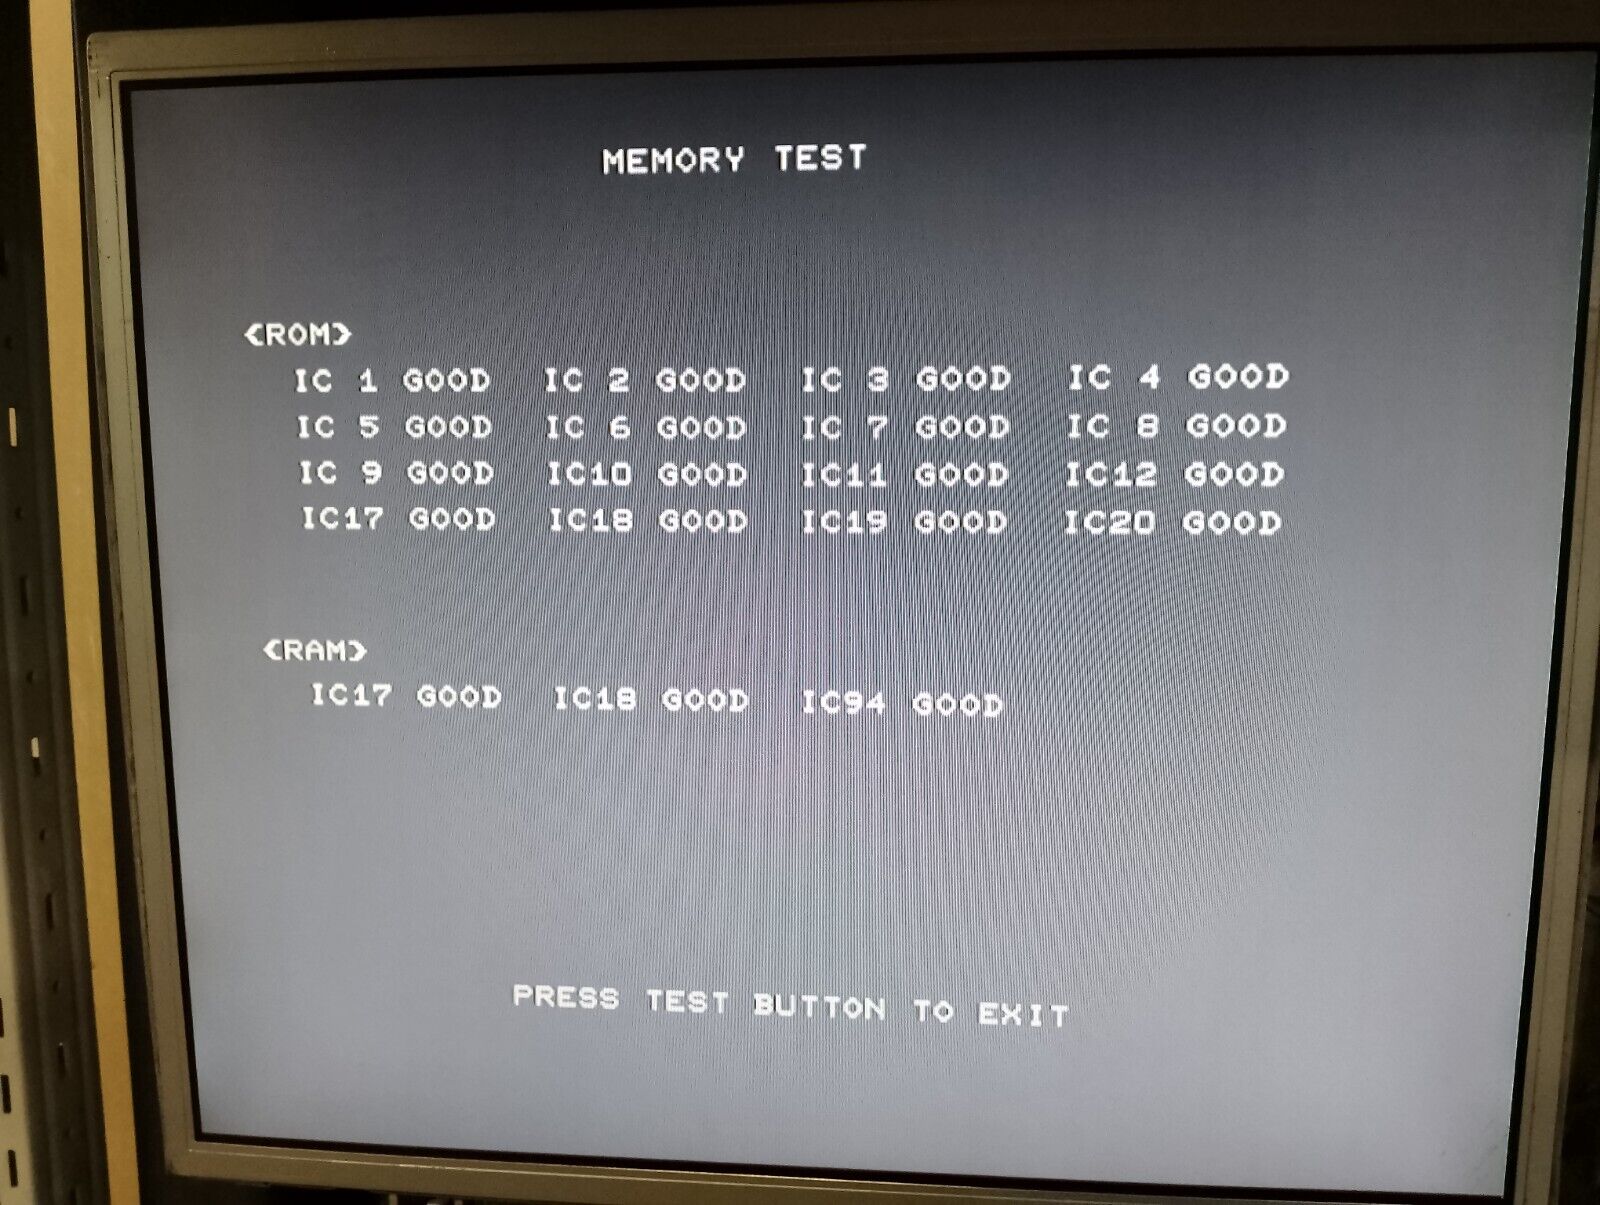 MEMORY TEST
<ROM>
IC 1 GOOD IC 2 GOOD IC 3 GOOD IC 4 GOOD
IC 5 GOOD IC 6 GOOD IC 7 GOOD IC 8 GOOD
IC 9 GOOD IC10 GOOD IC11 GOOD IC12 GOOD
IC17 GOOD IC18 GOOD IC19 GOOD IC20 GOOD
<RAM>
IC17 GOOD IC18 GOOD IC94 GOOD
PRESS TEST BUTTON TO EXIT